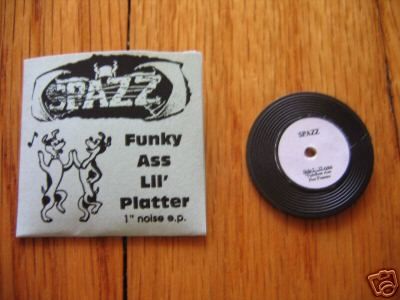 SPAZZ
Funky
Ass
Lil'
Platter
1" noise e.p.
SPAZZ